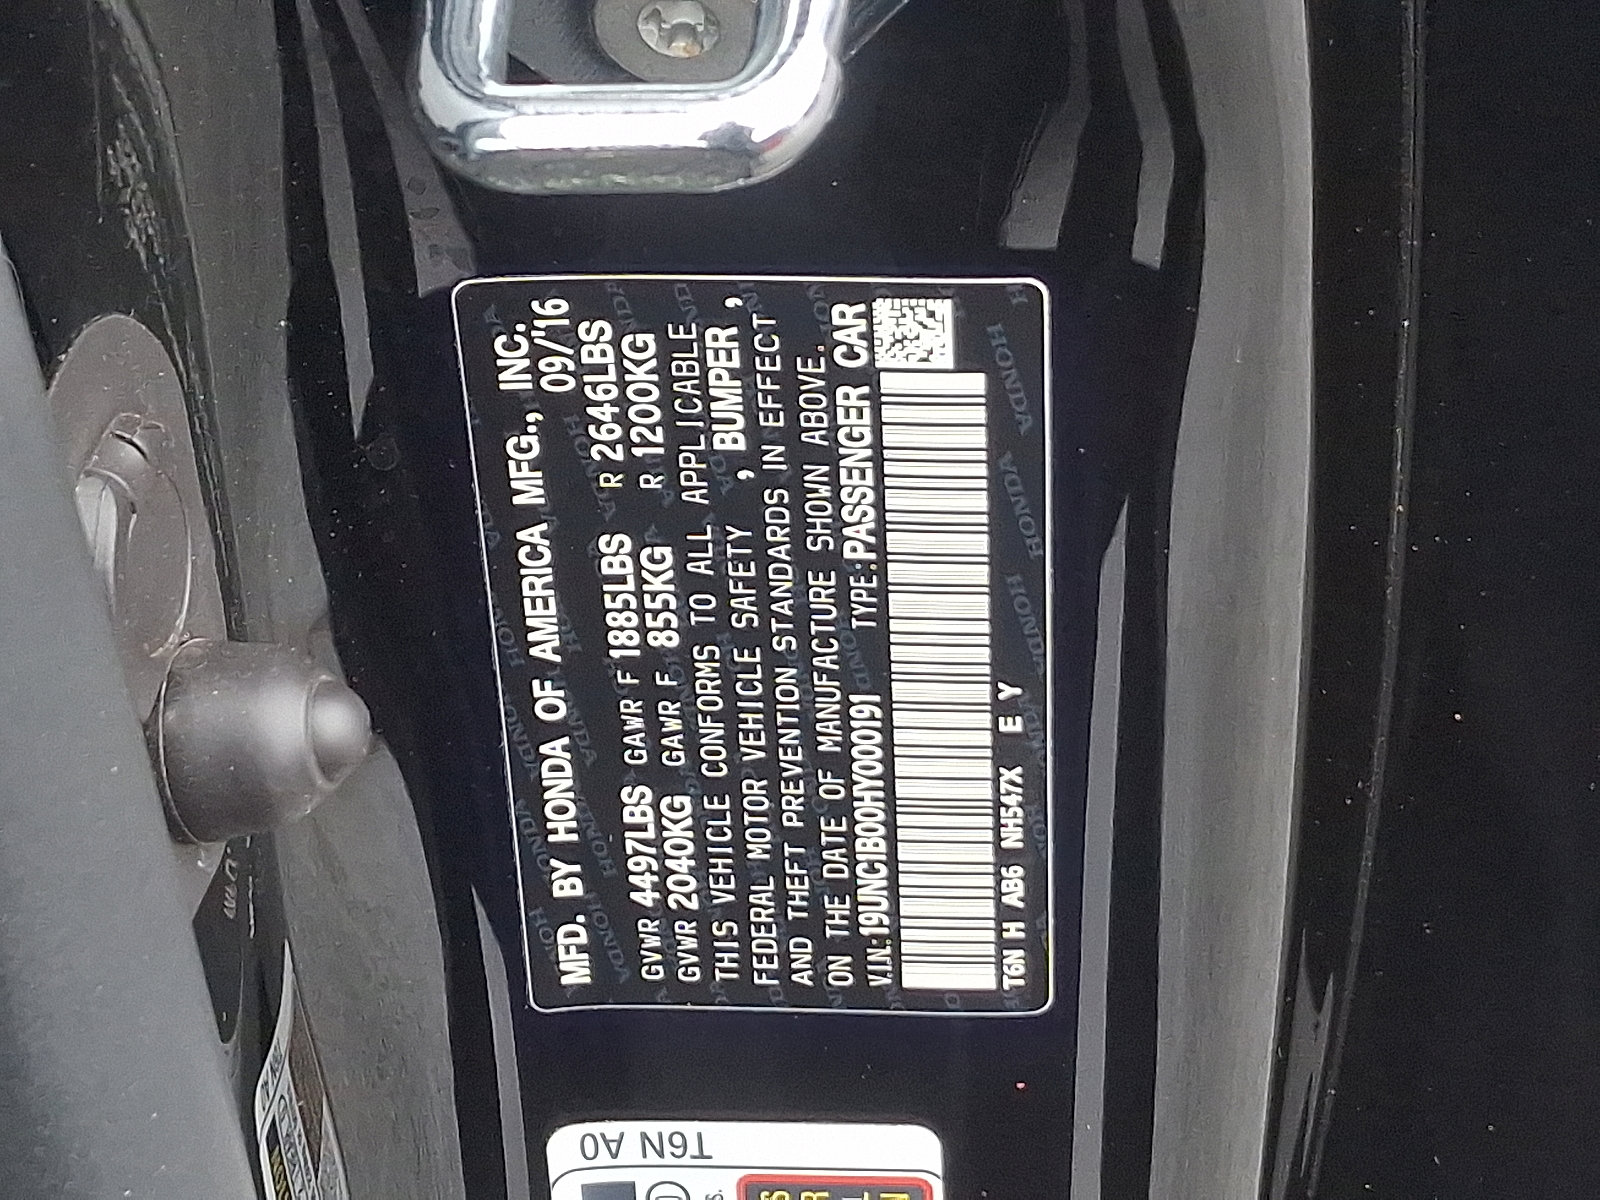 MFD. BY HONDA OF AMERICA MFG., INC.
09/'16
GVWR 4497LBS GAWR F 1885LBS R 2646LBS
GVWR 2040KG GAWR F 855KG R 1200KG
THIS VEHICLE CONFORMS TO ALL APPLICABLE
FEDERAL MOTOR VEHICLE SAFETY , BUMPER ,
AND THEFT PREVENTION STANDARDS IN EFFECT
ON THE DATE OF MANUFACTURE SHOWN ABOVE.
V.I.N.:19UNC1B00HY000191 TYPE:PASSENGER CAR
T6N H AB6 NH547X E Y
T6N A0